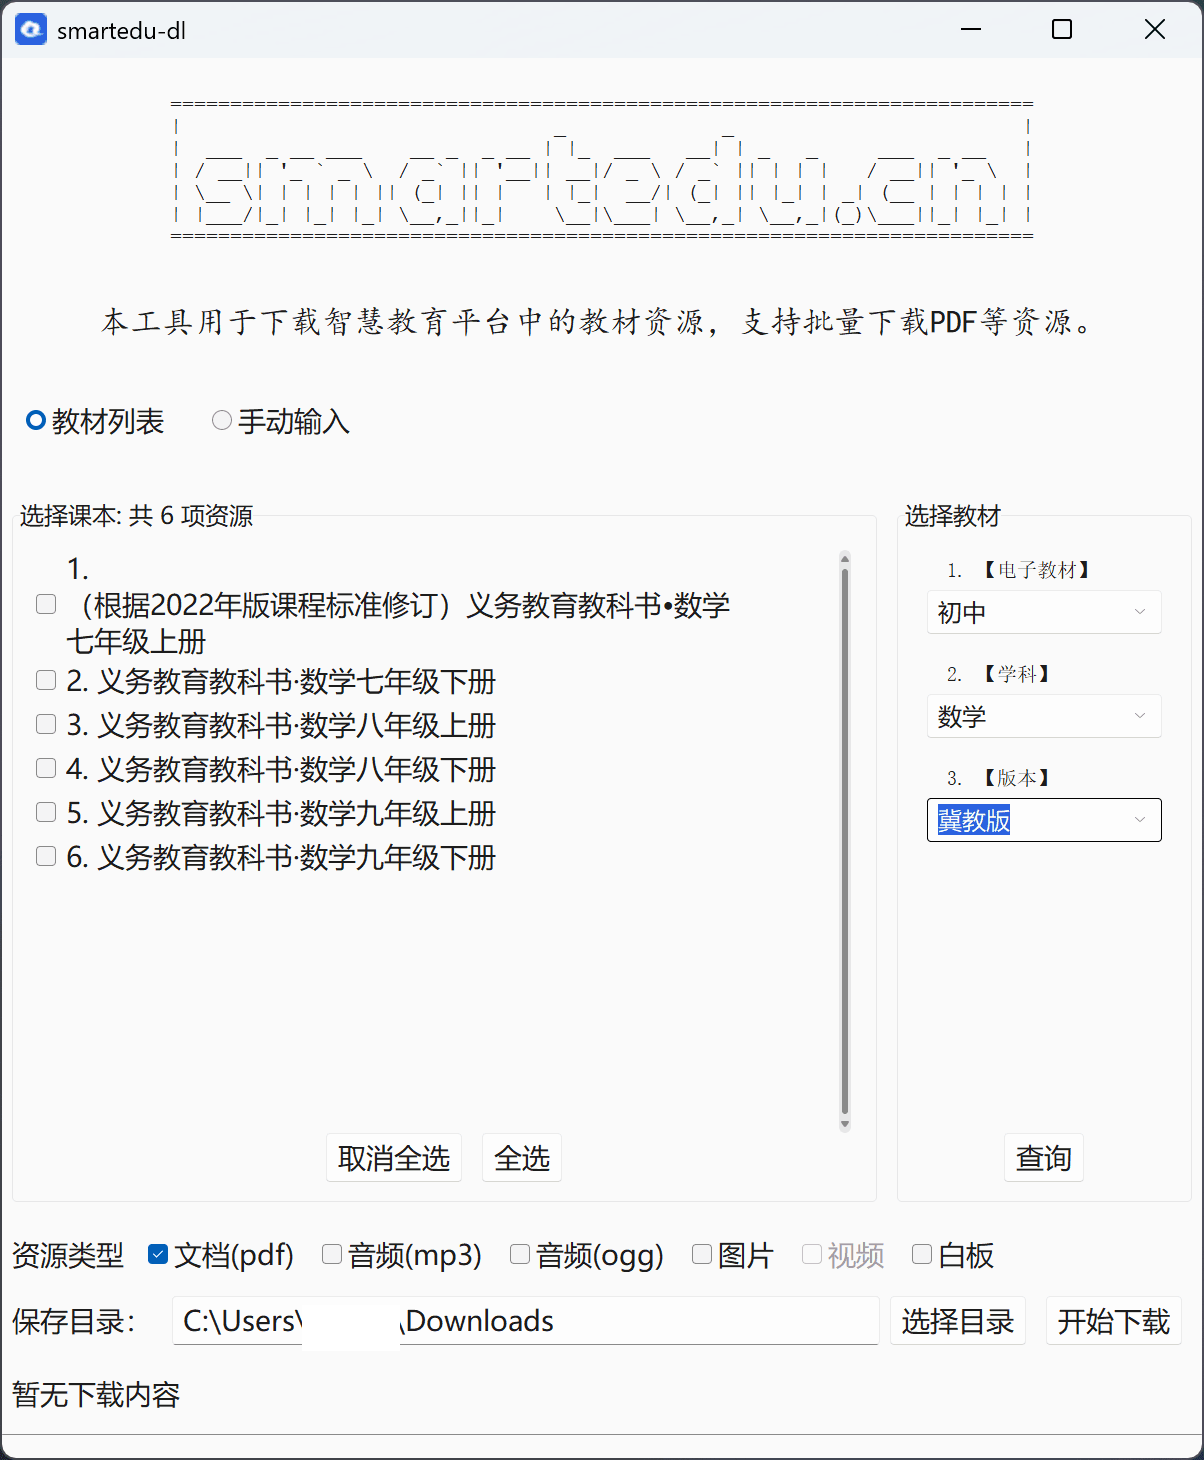 smartedu-dl
smartedu.cn
本工具用于下载智慧教育平台中的教材资源，支持批量下载PDF等资源。
教材列表 手动输入
选择课本: 共 6 项资源
1.
（根据2022年版课程标准修订）义务教育教科书•数学
七年级上册
2. 义务教育教科书·数学七年级下册
3. 义务教育教科书·数学八年级上册
4. 义务教育教科书·数学八年级下册
5. 义务教育教科书·数学九年级上册
6. 义务教育教科书·数学九年级下册
取消全选 全选
选择教材
1. 【电子教材】
初中
2. 【学科】
数学
3. 【版本】
冀教版
查询
资源类型 文档(pdf) 音频(mp3) 音频(ogg) 图片 视频 白板
保存目录： C:\Users\ \Downloads 选择目录 开始下载
暂无下载内容